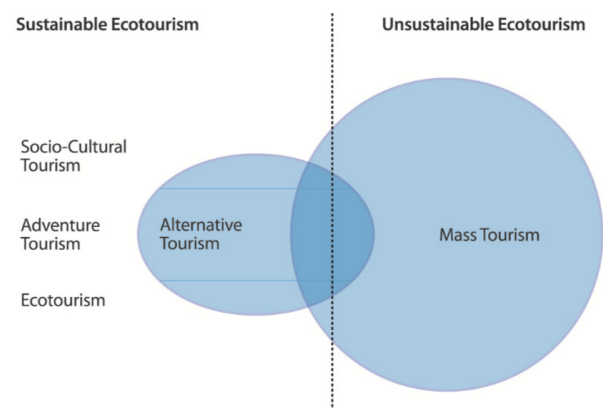 Sustainable Ecotourism
Unsustainable Ecotourism
Socio-Cultural
Tourism
Adventure
Tourism
Alternative
Tourism
Mass Tourism
Ecotourism